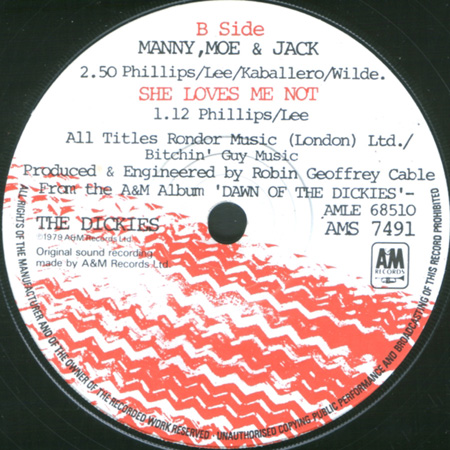 B Side
MANNY,MOE & JACK
2.50 Phillips/Lee/Kaballero/Wilde.
SHE LOVES ME NOT
1.12 Phillips/Lee
All Titles Rondor Music (London) Ltd./
Bitchin' Guy Music
Produced & Engineered by Robin Geoffrey Cable
From the A&M Album 'DAWN OF THE DICKIES'-
AMLE 68510
THE DICKIES
AMS 7491
©1979 A&M Records Ltd.
Original sound recording
made by A&M Records Ltd
AM
RECORDS
ALL RIGHTS OF THE MANUFACTURER AND OF THE OWNER OF THE RECORDED WORK RESERVED · UNAUTHORISED COPYING PUBLIC PERFORMANCE AND BROADCASTING OF THIS RECORD PROHIBITED